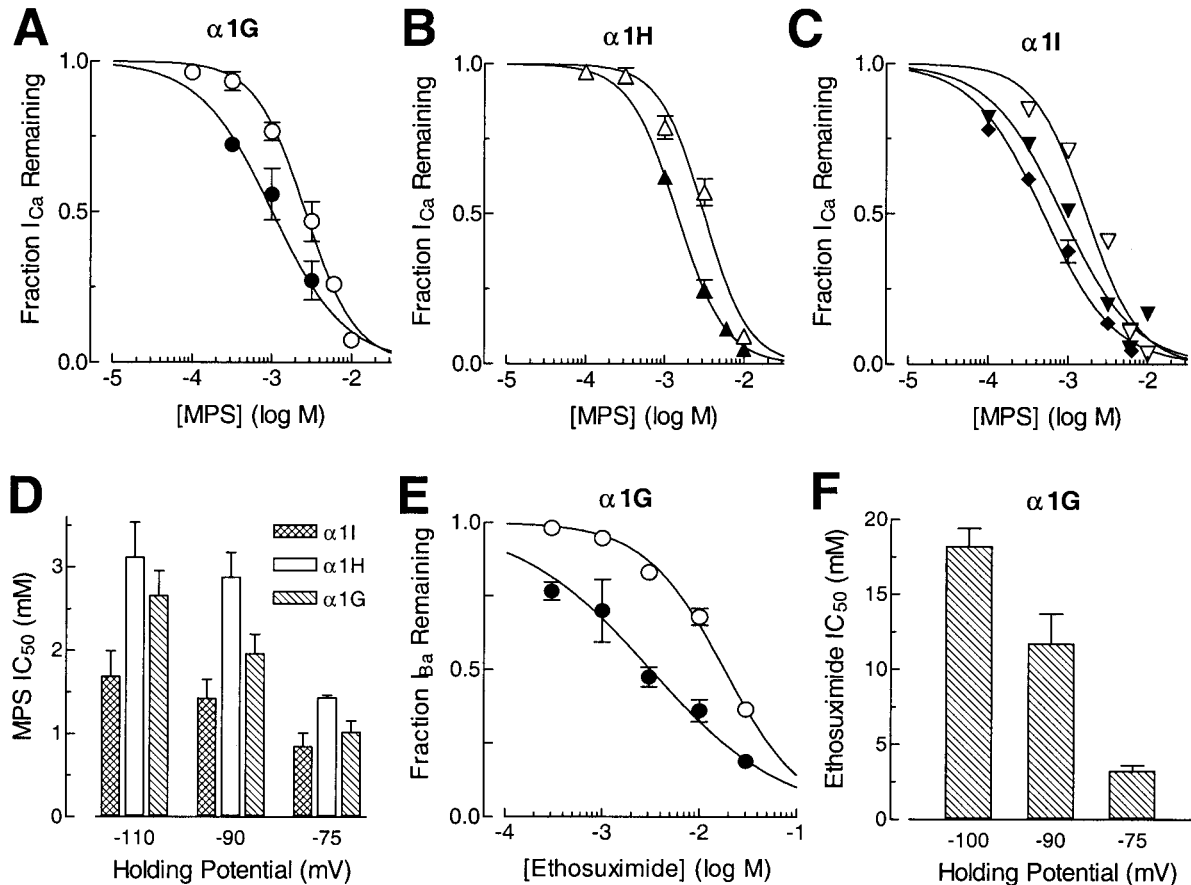 A
α1G
Fraction I_Ca Remaining
1.0
0.5
0.0
-5
-4
-3
-2
[MPS] (log M)
B
α1H
Fraction I_Ca Remaining
1.0
0.5
0.0
-5
-4
-3
-2
[MPS] (log M)
C
α1I
Fraction I_Ca Remaining
1.0
0.5
0.0
-5
-4
-3
-2
[MPS] (log M)
D
MPS IC50 (mM)
3
2
1
0
α1I
α1H
α1G
-110
-90
-75
Holding Potential (mV)
E
α1G
Fraction I_Ba Remaining
1.0
0.5
0.0
-4
-3
-2
-1
[Ethosuximide] (log M)
F
α1G
Ethosuximide IC50 (mM)
20
15
10
5
0
-100
-90
-75
Holding Potential (mV)